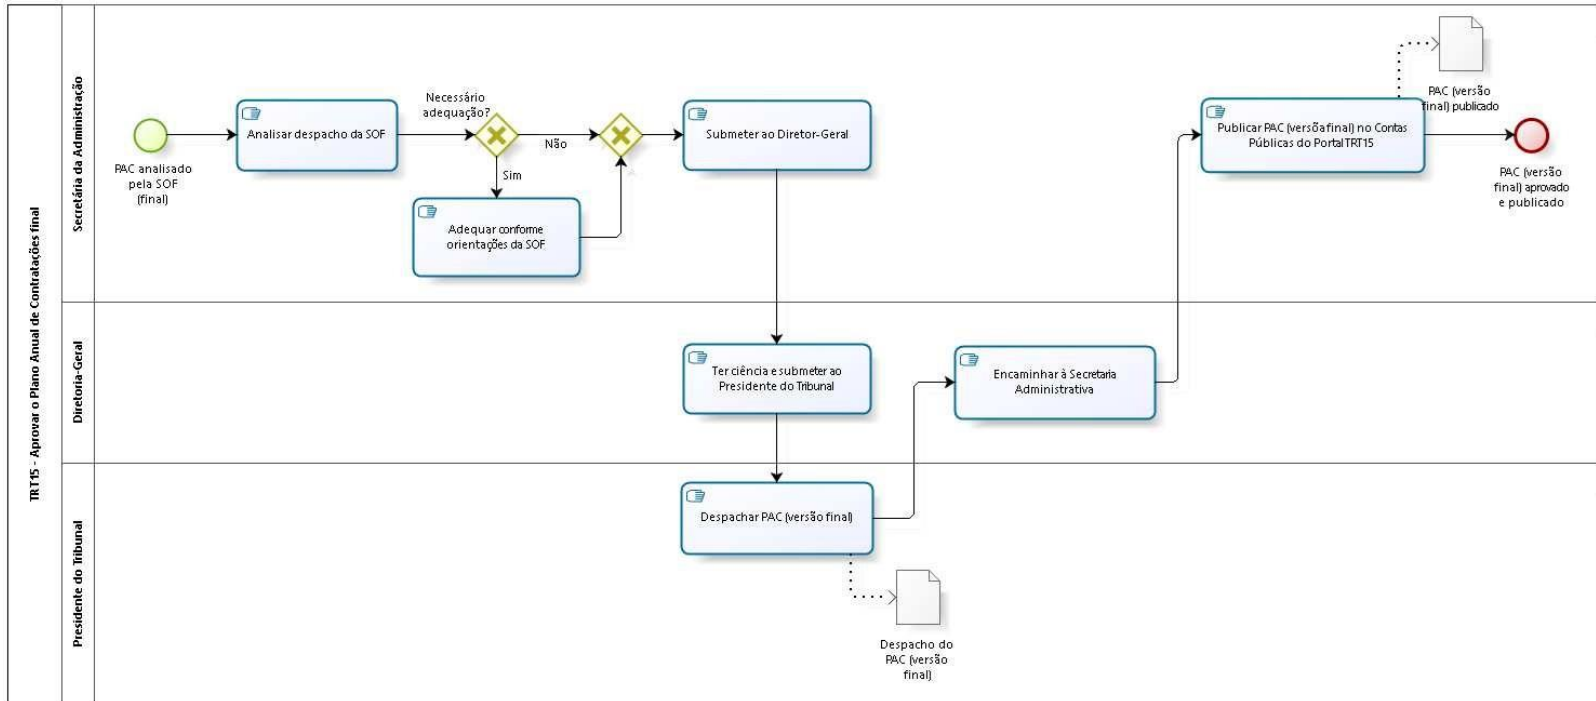 TRT15 - Aprovar o Plano Anual de Contratações final
Secretária da Administração
PAC analisado
pela SOF
(final)
Analisar despacho da SOF
Necessário
adequação?
Não
Sim
Adequar conforme
orientações da SOF
Submeter ao Diretor-Geral
Publicar PAC (versõa final) no Contas
Públicas do Portal TRT15
PAC (versão
final) publicado
PAC (versão
final) aprovado
e publicado
Diretoria-Geral
Ter ciência e submeter ao
Presidente do Tribunal
Encaminhar à Secretaria
Administrativa
Presidente do Tribunal
Despachar PAC (versão final)
Despacho do
PAC (versão
final)